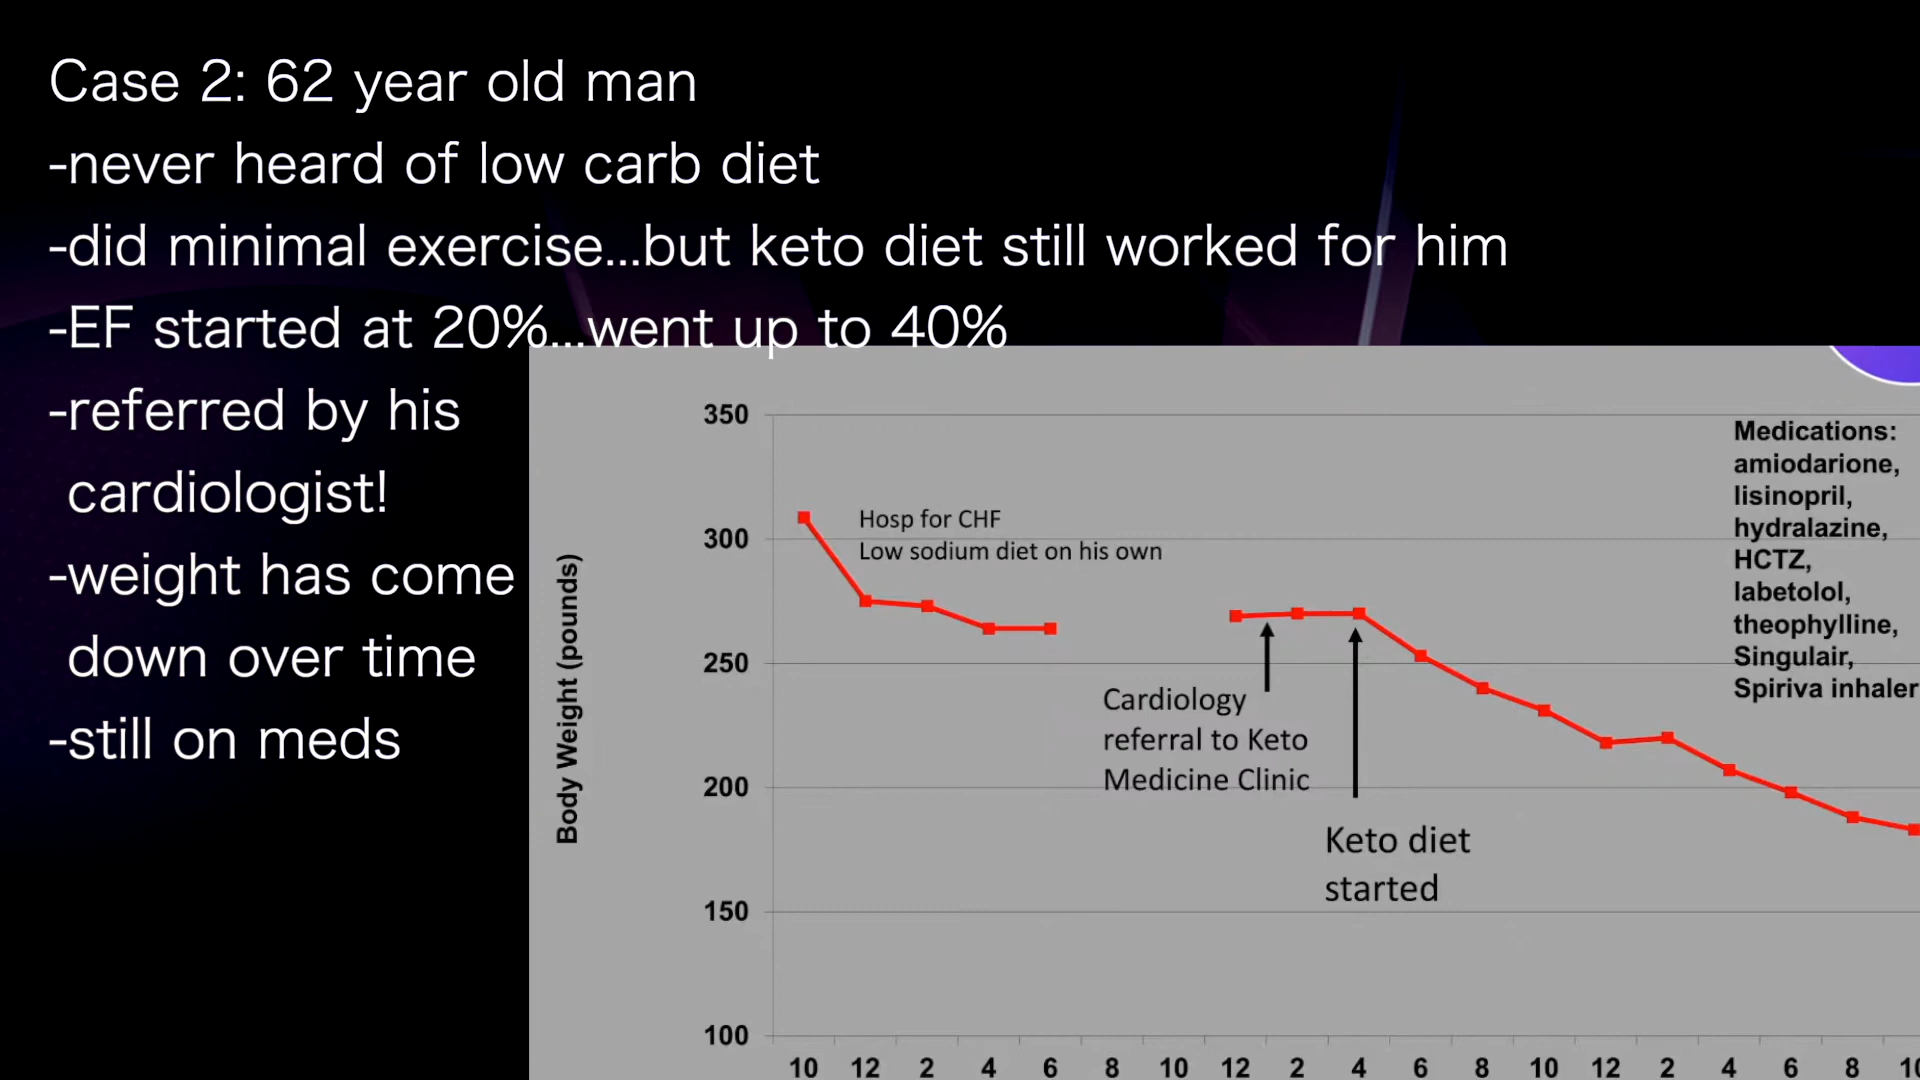 Case 2: 62 year old man
-never heard of low carb diet
-did minimal exercise...but keto diet still worked for him
-EF started at 20%...went up to 40%
-referred by his
cardiologist!
-weight has come
down over time
-still on meds
Body Weight (pounds)
350
300
250
200
150
100
Hosp for CHF
Low sodium diet on his own
Cardiology
referral to Keto
Medicine Clinic
Keto diet
started
Medications:
amiodarione,
lisinopril,
hydralazine,
HCTZ,
labetolol,
theophylline,
Singulair,
Spiriva inhaler
10 12 2 4 6 8 10 12 2 4 6 8 10 12 2 4 6 8 10